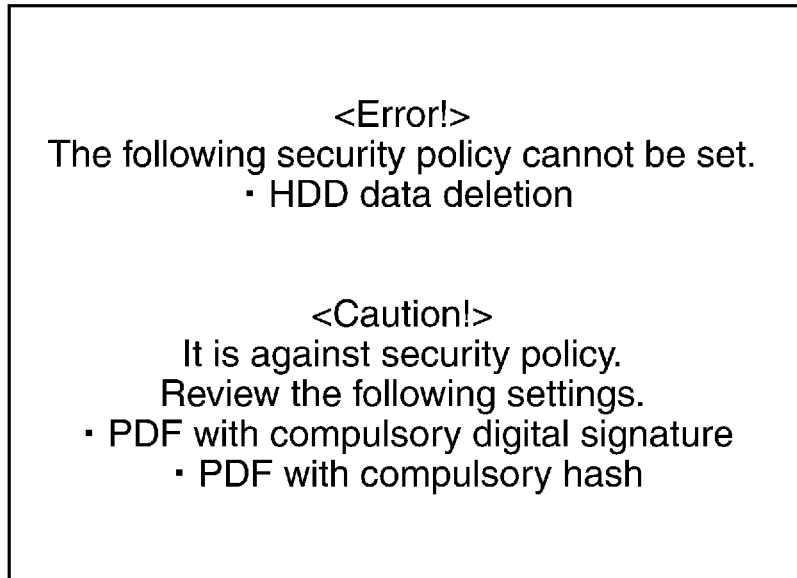 <Error!>
The following security policy cannot be set.
・HDD data deletion
<Caution!>
It is against security policy.
Review the following settings.
・PDF with compulsory digital signature
・PDF with compulsory hash